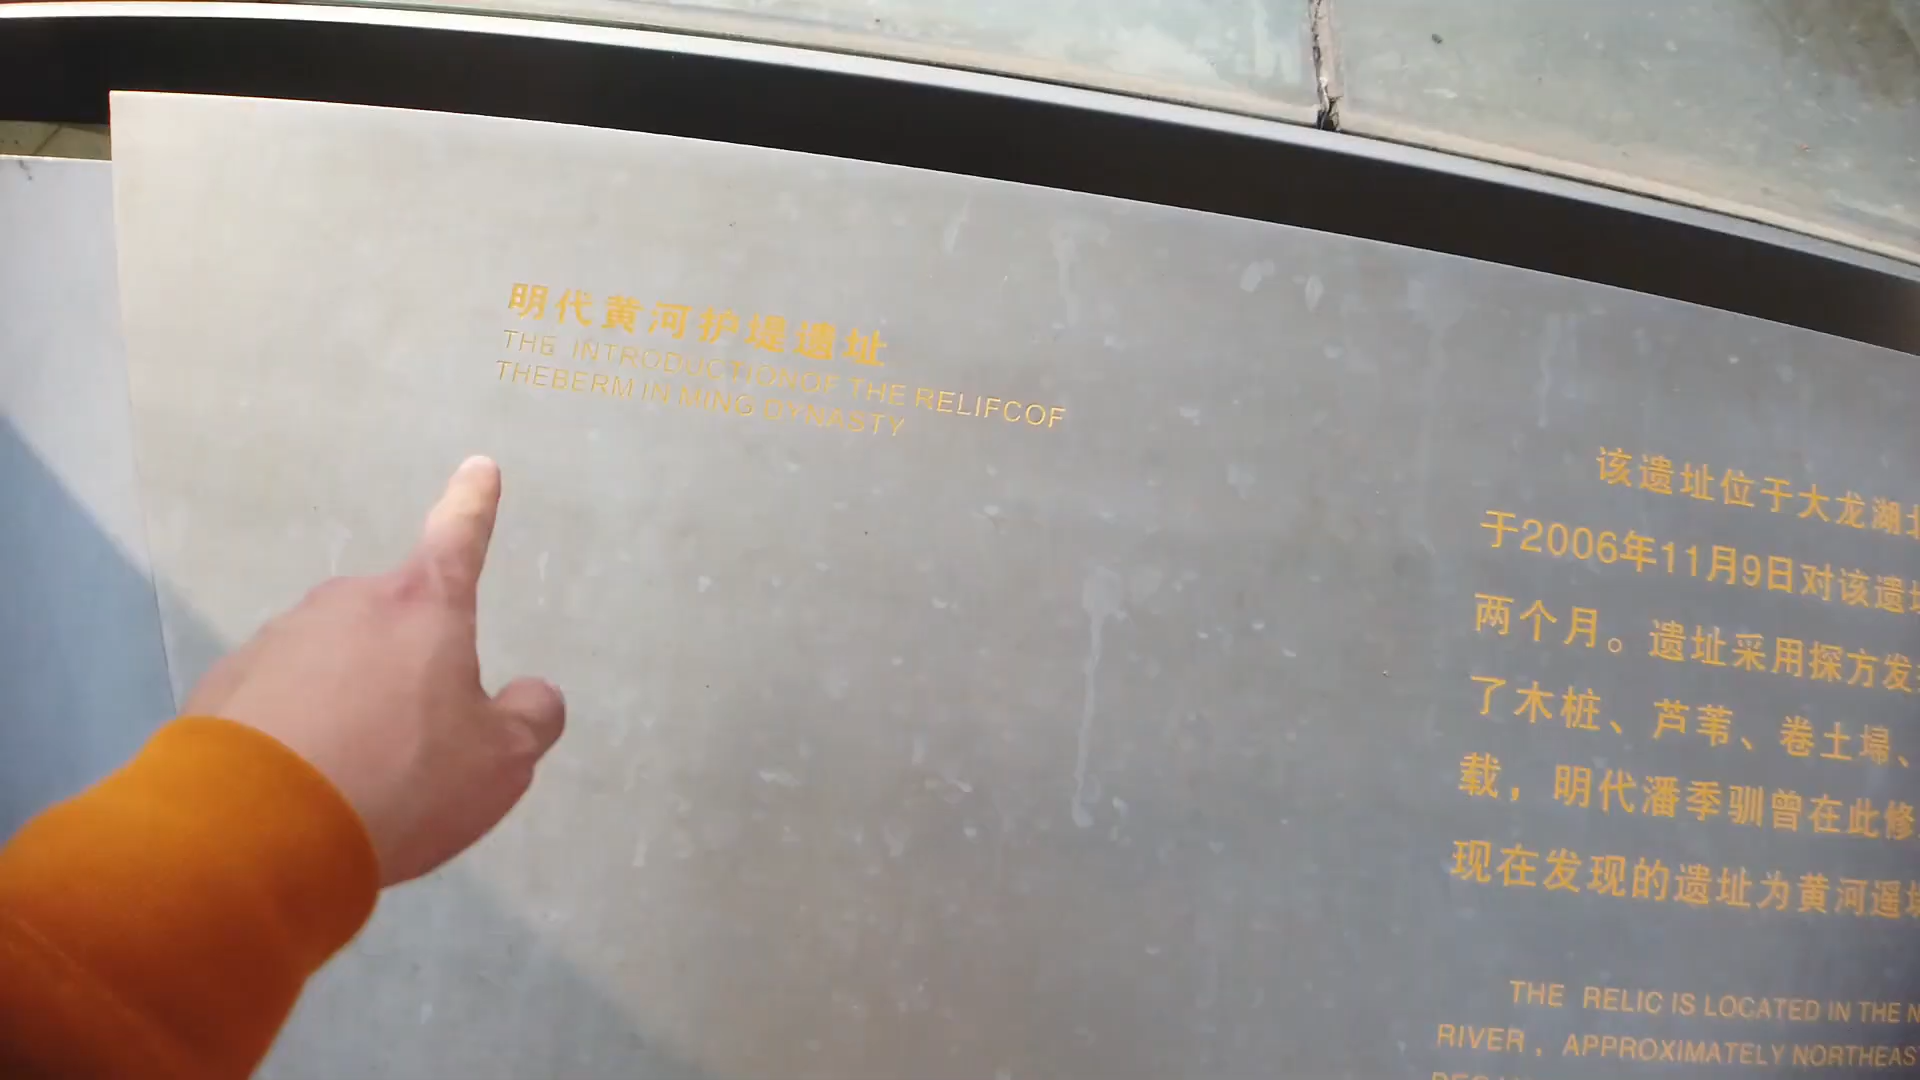 明代黄河护堤遗址
THE INTRODUCTIONOF THE RELIFCOF
THEBERM IN MING DYNASTY
该遗址位于大龙湖北
于2006年11月9日对该遗址
两个月。遗址采用探方发
了木桩、芦苇、卷土埽、
载，明代潘季驯曾在此修
现在发现的遗址为黄河遥堤
THE RELIC IS LOCATED IN THE N
RIVER , APPROXIMATELY NORTHEAS